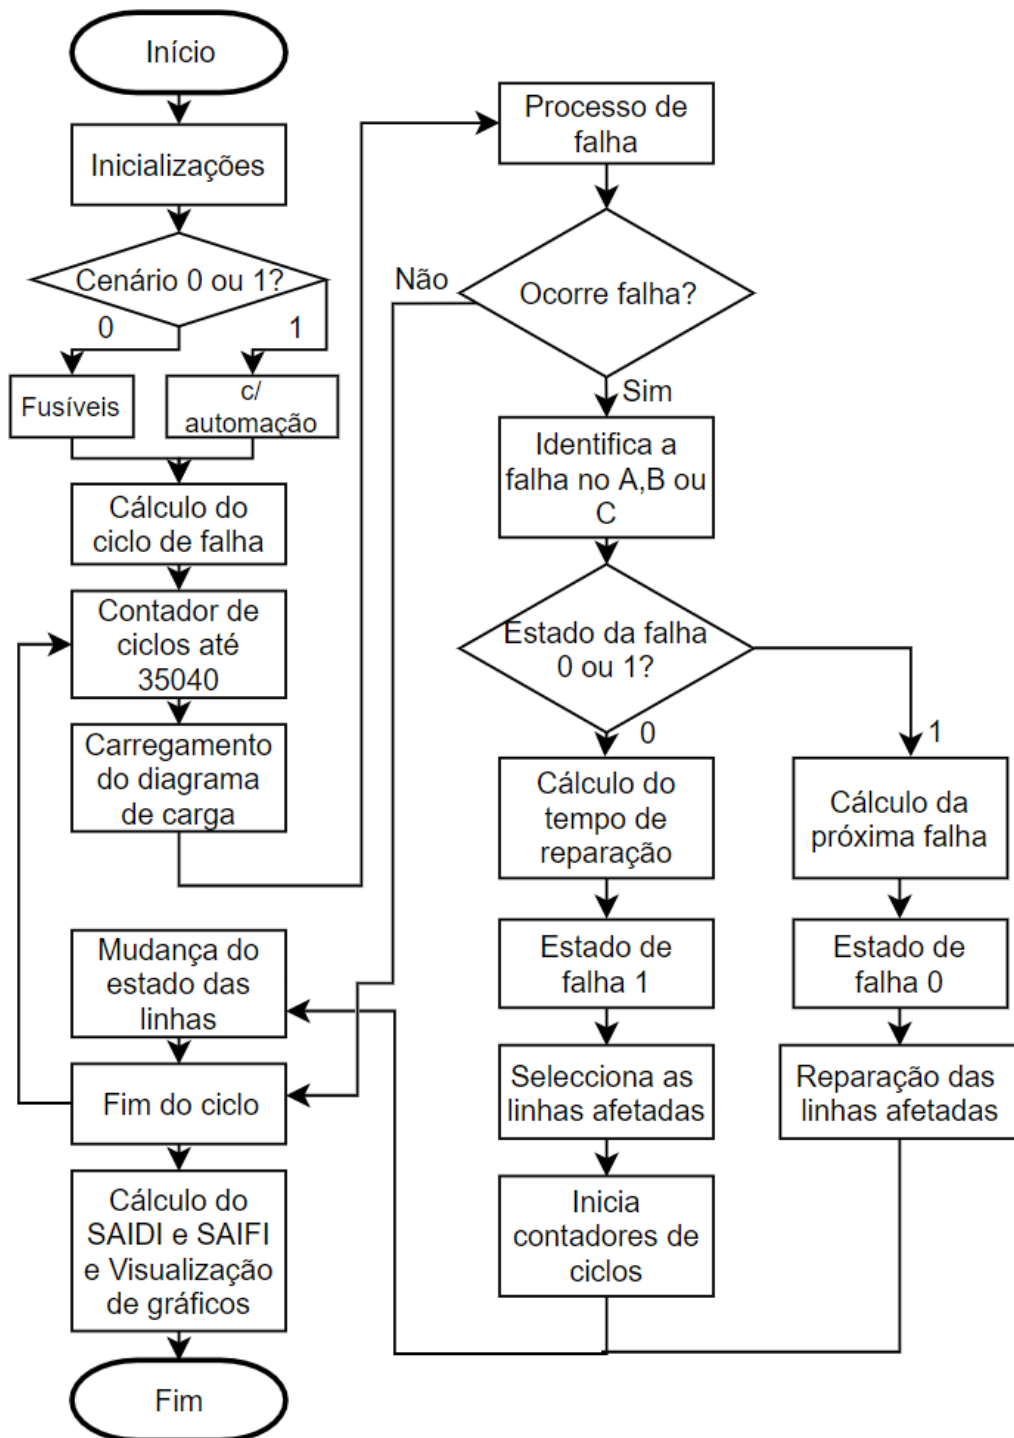 Início
Inicializações
Cenário 0 ou 1?
0
1
Fusíveis
c/
automação
Cálculo do
ciclo de falha
Contador de
ciclos até
35040
Carregamento
do diagrama
de carga
Processo de
falha
Ocorre falha?
Não
Sim
Identifica a
falha no A,B ou
C
Estado da falha
0 ou 1?
0
1
Cálculo do
tempo de
reparação
Estado de
falha 1
Selecciona as
linhas afetadas
Inicia
contadores de
ciclos
Cálculo da
próxima falha
Estado de
falha 0
Reparação das
linhas afetadas
Mudança do
estado das
linhas
Fim do ciclo
Cálculo do
SAIDI e SAIFI
e Visualização
de gráficos
Fim